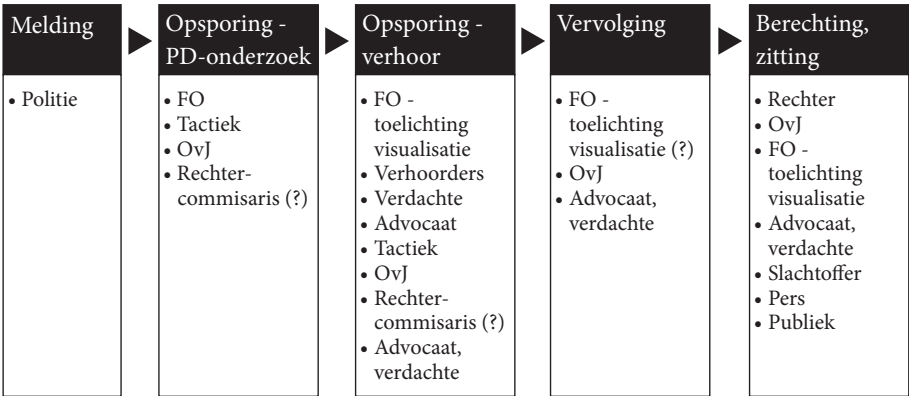 Melding
• Politie
Opsporing -
PD-onderzoek
• FO
• Tactiek
• OvJ
• Rechter-
commisaris (?)
Opsporing -
verhoor
• FO -
toelichting
visualisatie
• Verhoorders
• Verdachte
• Advocaat
• Tactiek
• OvJ
• Rechter-
commisaris (?)
• Advocaat,
verdachte
Vervolging
• FO -
toelichting
visualisatie (?)
• OvJ
• Advocaat,
verdachte
Berechting,
zitting
• Rechter
• OvJ
• FO -
toelichting
visualisatie
• Advocaat,
verdachte
• Slachtoffer
• Pers
• Publiek